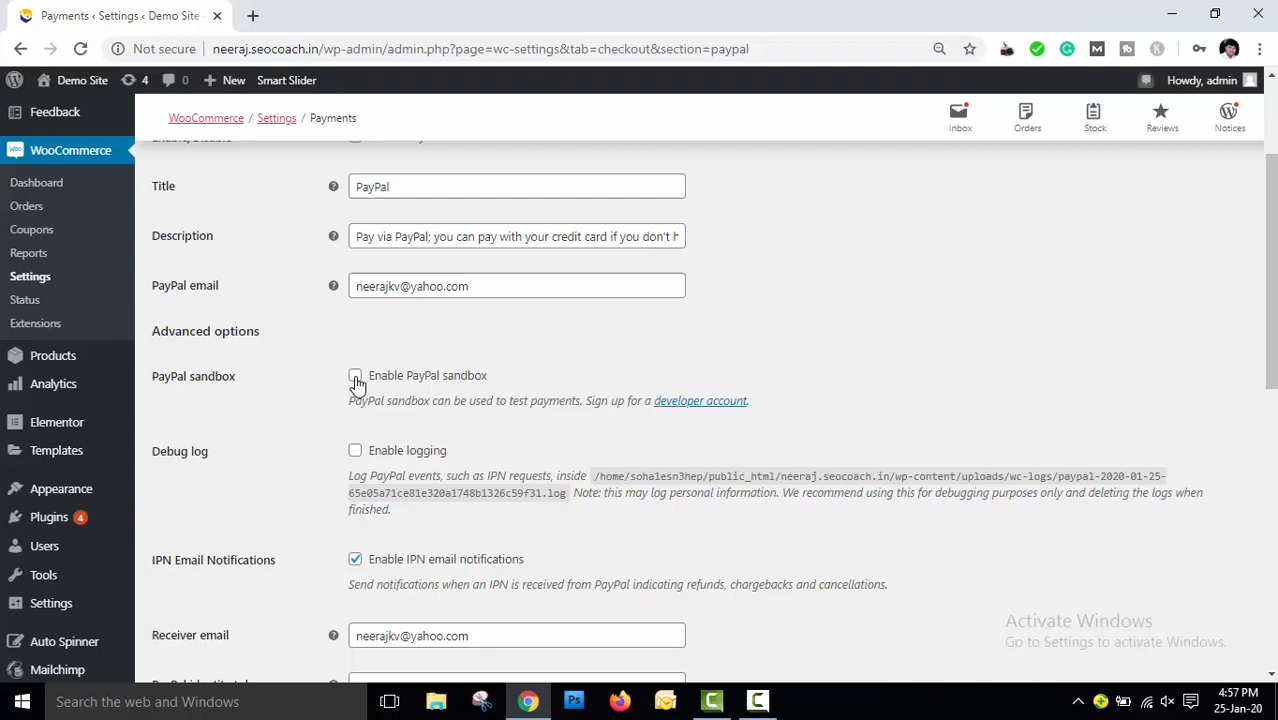 Payments ‹ Settings ‹ Demo Site
Not secure neeraj.seocoach.in/wp-admin/admin.php?page=wc-settings&tab=checkout&section=paypal
Demo Site 4 0 New Smart Slider Howdy, admin
Feedback
WooCommerce
Dashboard
Orders
Coupons
Reports
Settings
Status
Extensions
Products
Analytics
Elementor
Templates
Appearance
Plugins 4
Users
Tools
Settings
Auto Spinner
Mailchimp
WooCommerce / Settings / Payments
Inbox Orders Stock Reviews Notices
Title PayPal
Description Pay via PayPal; you can pay with your credit card if you don't h
PayPal email neerajkv@yahoo.com
Advanced options
PayPal sandbox Enable PayPal sandbox
PayPal sandbox can be used to test payments. Sign up for a developer account.
Debug log Enable logging
Log PayPal events, such as IPN requests, inside /home/sohalesn3hep/public_html/neeraj.seocoach.in/wp-content/uploads/wc-logs/paypal-2020-01-25-
65e05a71ce81e320a1748b1326c59f31.log Note: this may log personal information. We recommend using this for debugging purposes only and deleting the logs when
finished.
IPN Email Notifications Enable IPN email notifications
Send notifications when an IPN is received from PayPal indicating refunds, chargebacks and cancellations.
Receiver email neerajkv@yahoo.com
Activate Windows
Go to Settings to activate Windows.
Search the web and Windows
4:57 PM
25-Jan-20